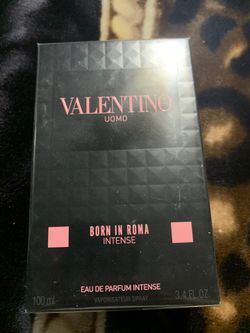 VALENTINO
UOMO
BORN IN ROMA
INTENSE
EAU DE PARFUM INTENSE
100 ml VAPORISATEUR SPRAY 3.4 FL.OZ